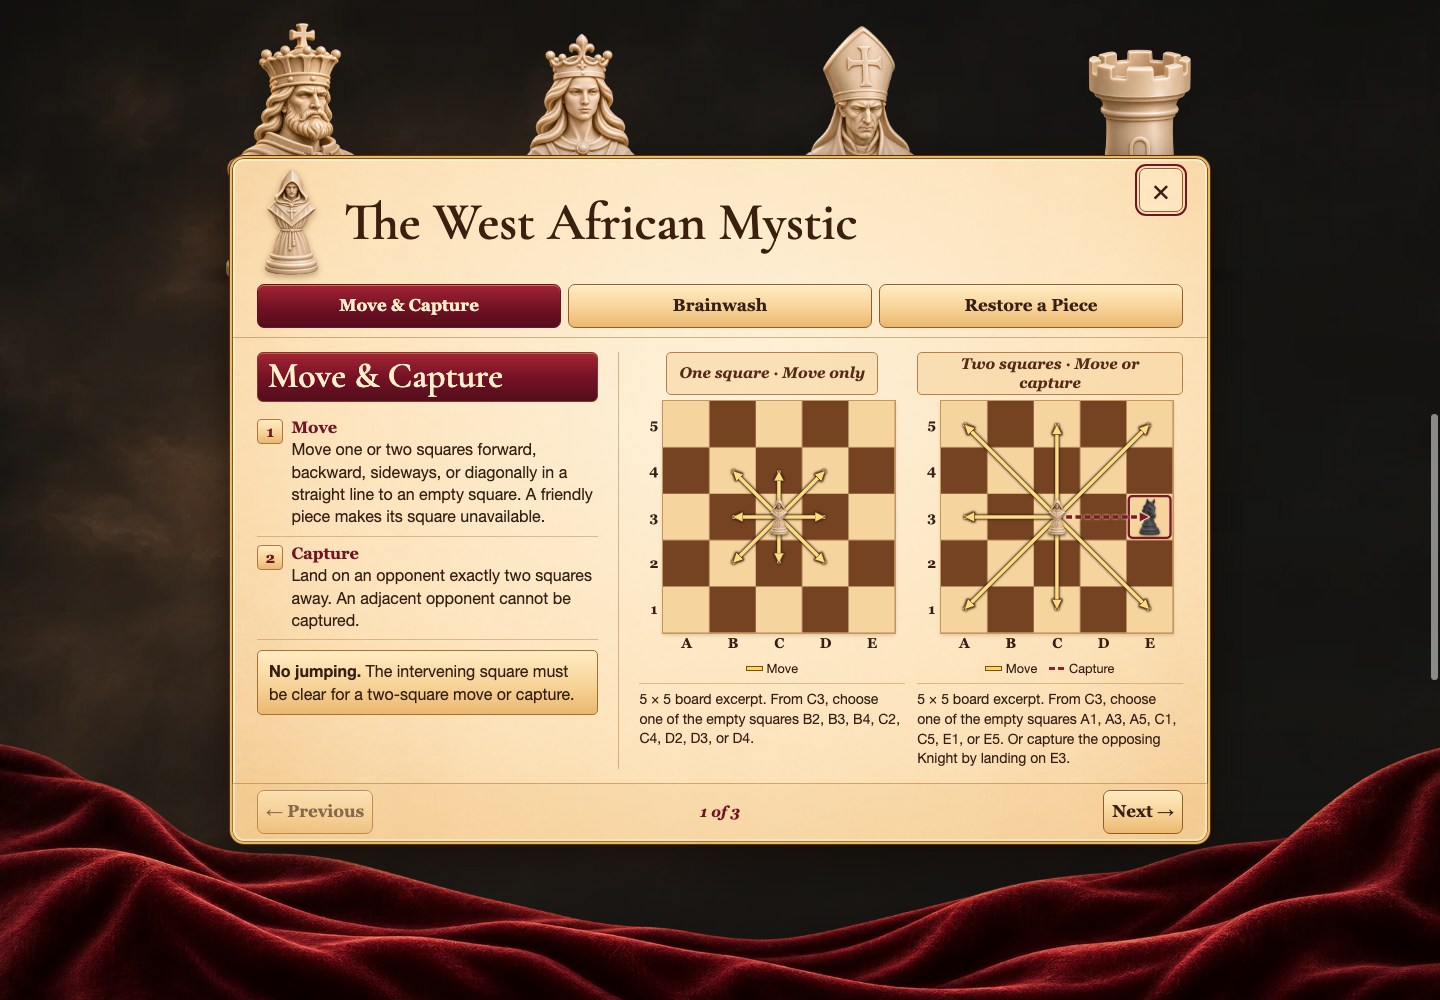 The West African Mystic
×
Move & Capture
Brainwash
Restore a Piece
Move & Capture
1 Move
Move one or two squares forward,
backward, sideways, or diagonally in a
straight line to an empty square. A friendly
piece makes its square unavailable.
2 Capture
Land on an opponent exactly two squares
away. An adjacent opponent cannot be
captured.
No jumping. The intervening square must
be clear for a two-square move or capture.
One square · Move only
5
4
3
2
1
A B C D E
Move
5 × 5 board excerpt. From C3, choose
one of the empty squares B2, B3, B4, C2,
C4, D2, D3, or D4.
Two squares · Move or
capture
5
4
3
2
1
A B C D E
Move Capture
5 × 5 board excerpt. From C3, choose
one of the empty squares A1, A3, A5, C1,
C5, E1, or E5. Or capture the opposing
Knight by landing on E3.
← Previous
1 of 3
Next →